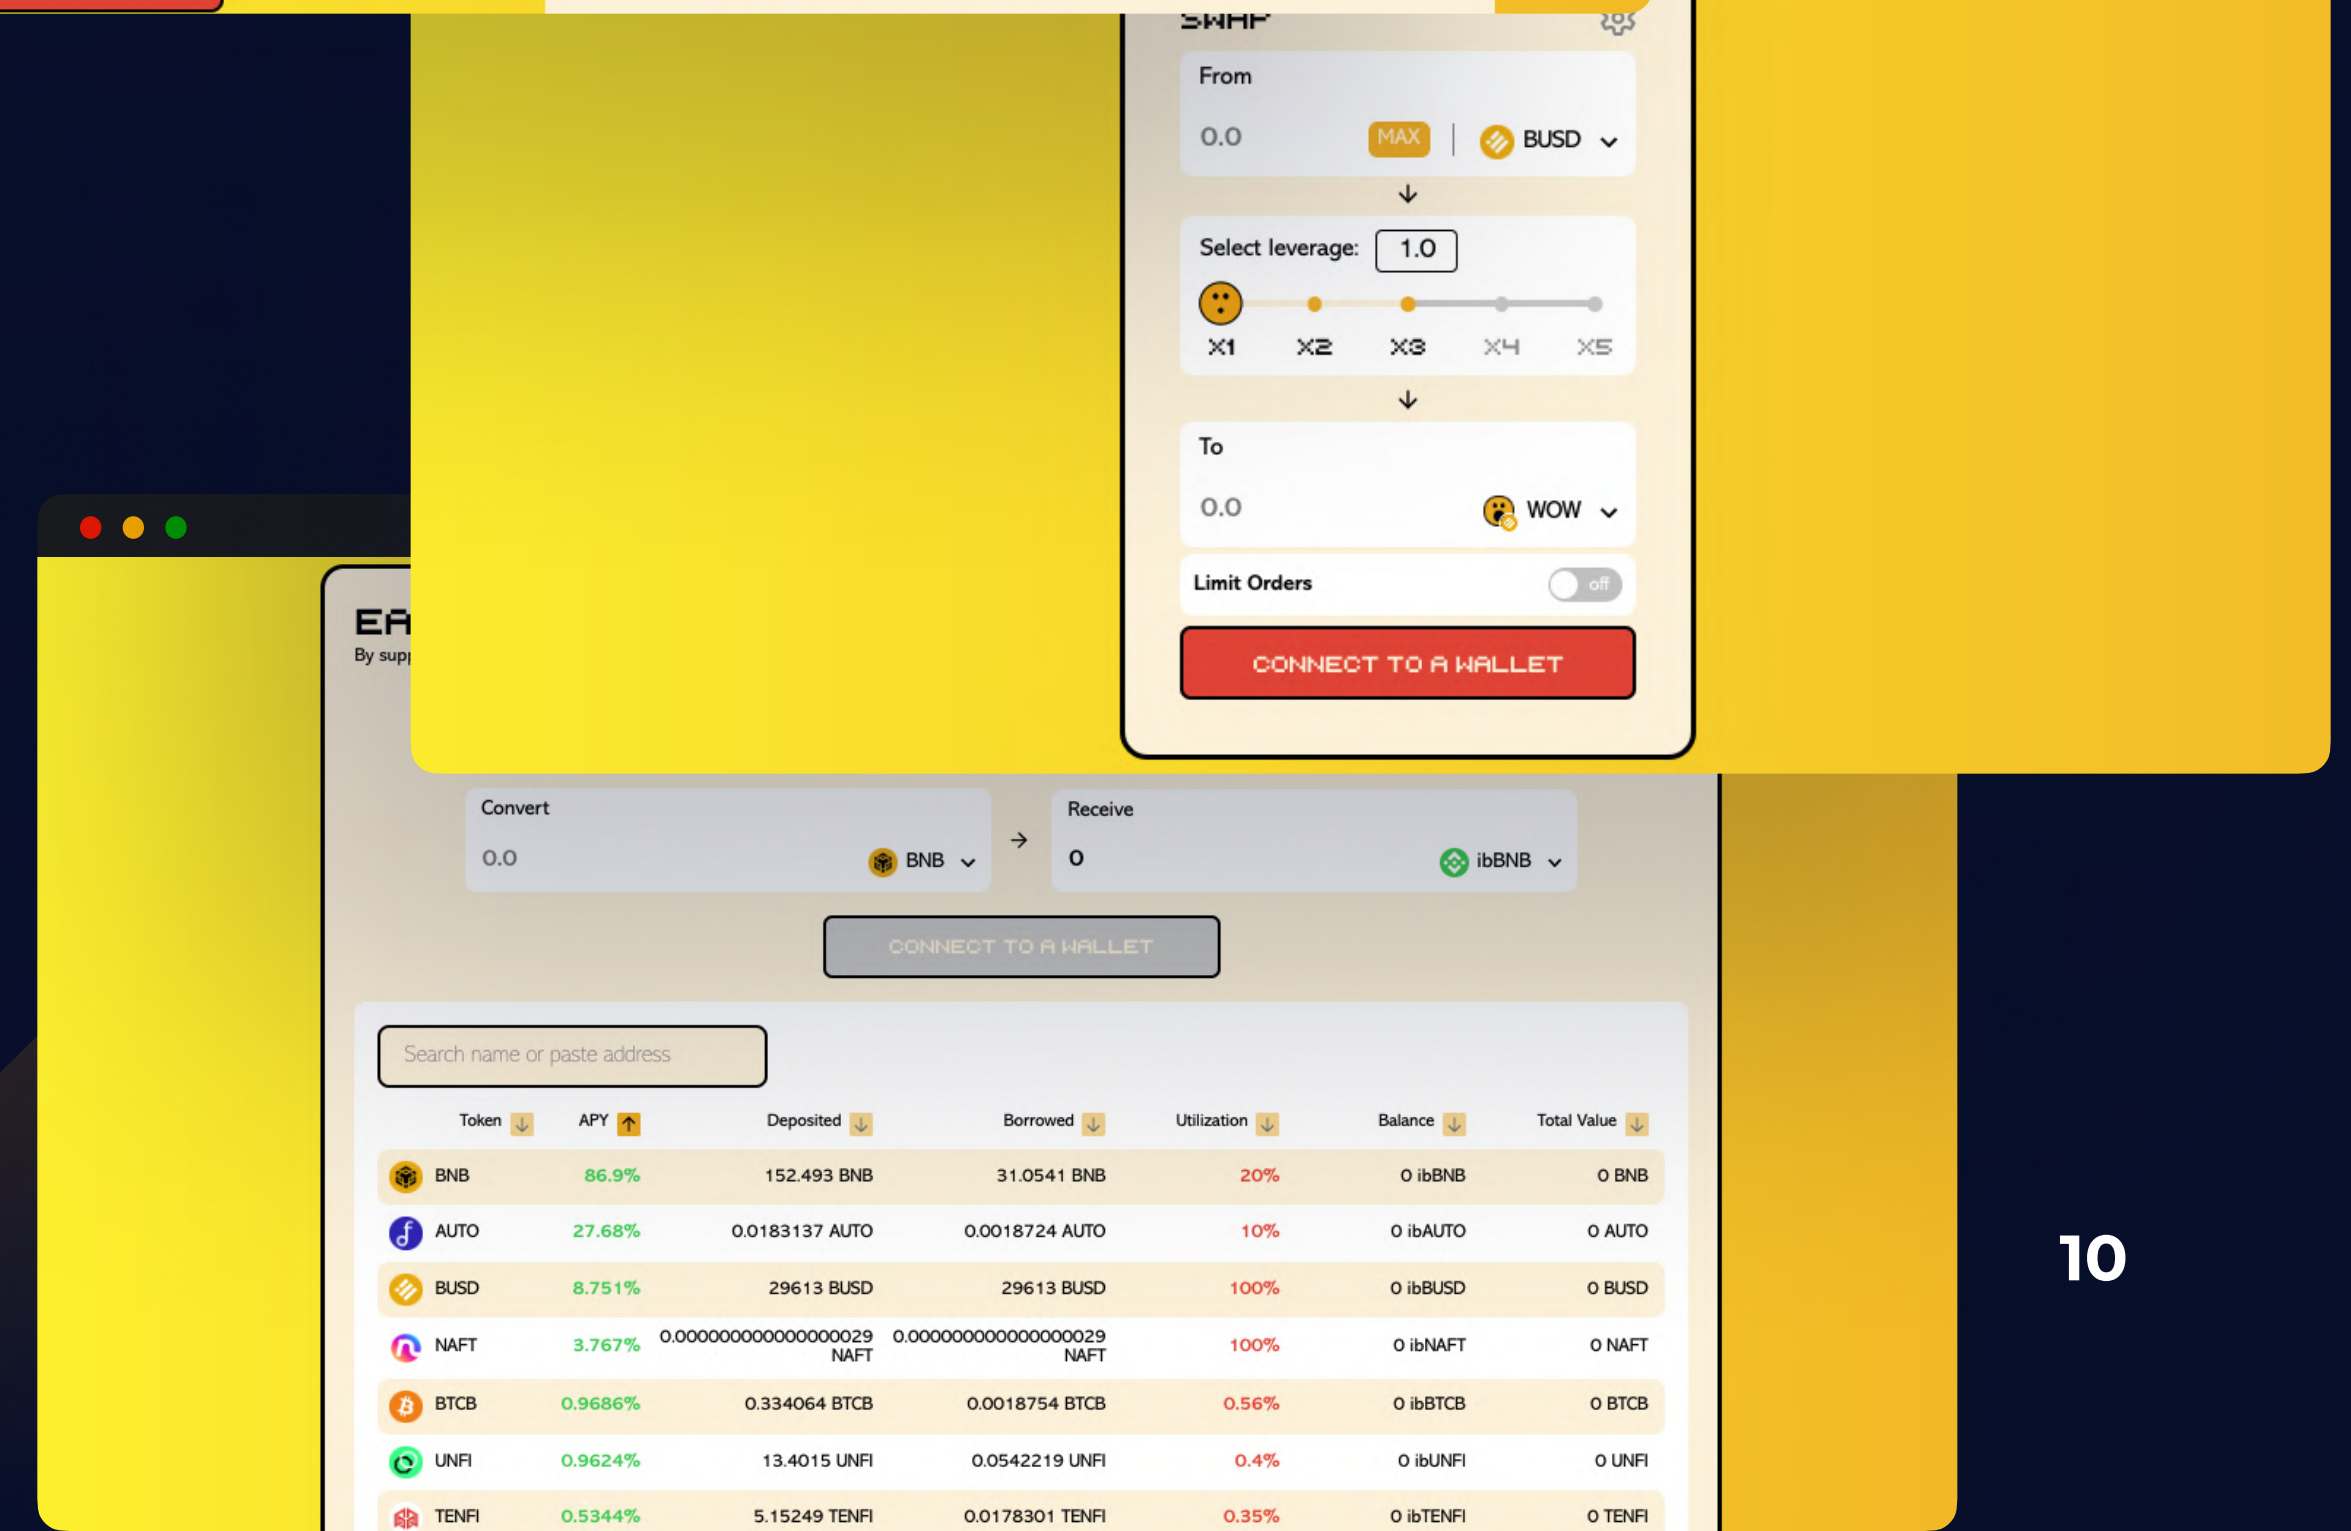 SWAP
From
0.0 MAX BUSD
Select leverage: 1.0
X1 X2 X3 X4 X5
To
0.0 WOW
Limit Orders off
CONNECT TO A WALLET
EA
By supp
Convert
0.0 BNB
Receive
0 ibBNB
CONNECT TO A WALLET
Search name or paste address
Token APY Deposited Borrowed Utilization Balance Total Value
BNB 86.9% 152.493 BNB 31.0541 BNB 20% 0 ibBNB 0 BNB
AUTO 27.68% 0.0183137 AUTO 0.0018724 AUTO 10% 0 ibAUTO 0 AUTO
BUSD 8.751% 29613 BUSD 29613 BUSD 100% 0 ibBUSD 0 BUSD
NAFT 3.767% 0.000000000000000029 NAFT 0.000000000000000029 NAFT 100% 0 ibNAFT 0 NAFT
BTCB 0.9686% 0.334064 BTCB 0.0018754 BTCB 0.56% 0 ibBTCB 0 BTCB
UNFI 0.9624% 13.4015 UNFI 0.0542219 UNFI 0.4% 0 ibUNFI 0 UNFI
TENFI 0.5344% 5.15249 TENFI 0.0178301 TENFI 0.35% 0 ibTENFI 0 TENFI
10